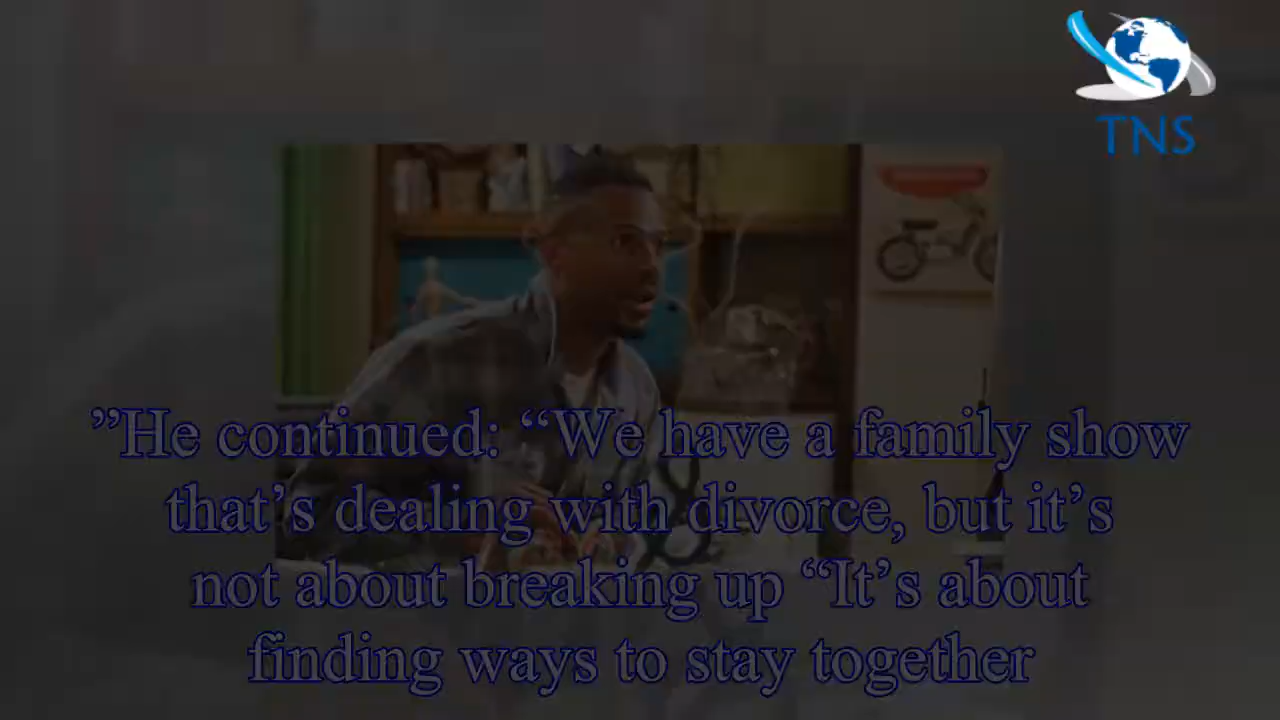 TNS
”He continued: “We have a family show
that’s dealing with divorce, but it’s
not about breaking up “It’s about
finding ways to stay together